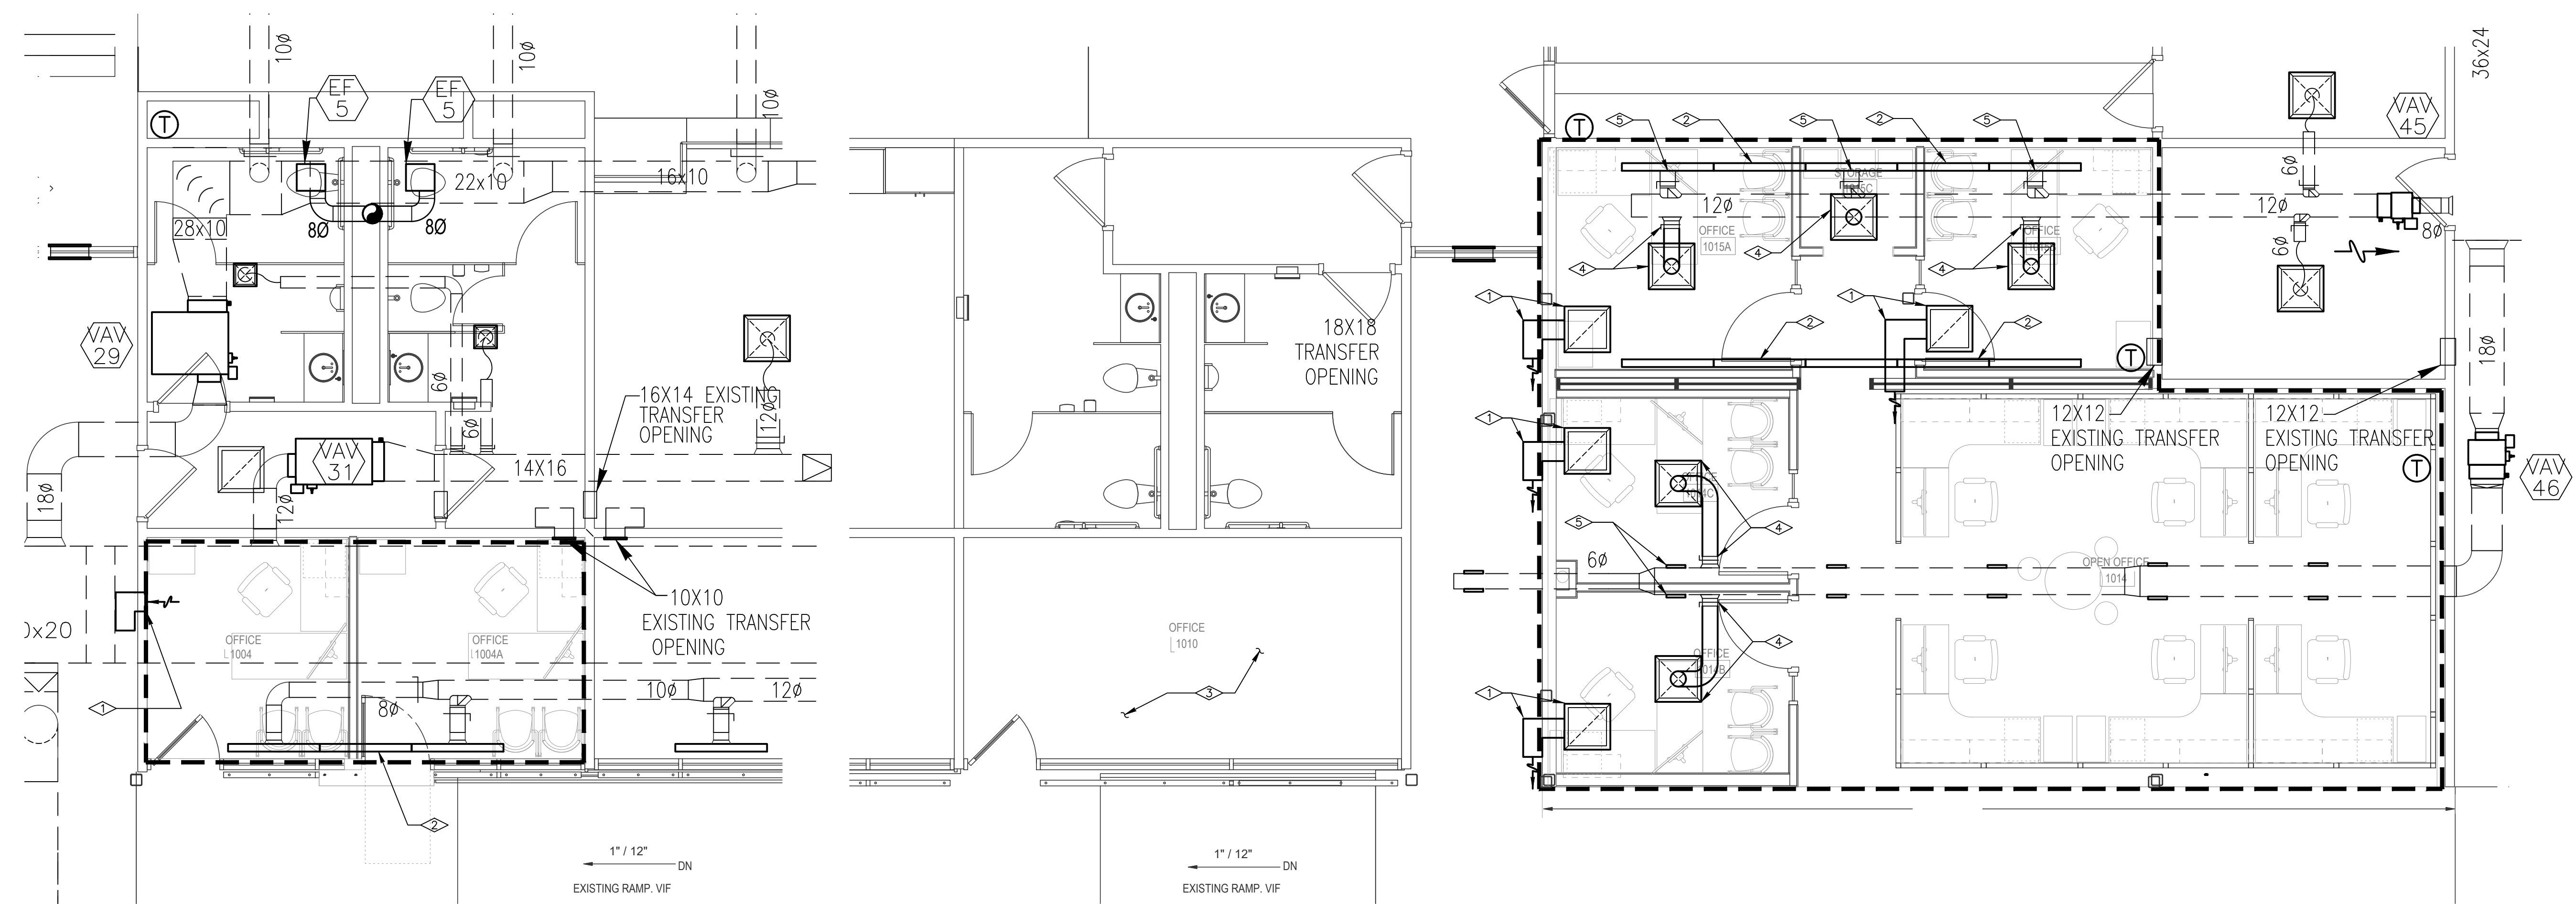 10ø
10ø
10ø
EF
5
EF
5
T
22x10
16x10
8Ø
8Ø
28x10
VAV
29
6ø
6ø
12ø
16X14 EXISTING
TRANSFER
OPENING
VAV
31
14X16
18ø
12ø
10X10
EXISTING TRANSFER
OPENING
OFFICE
1004
OFFICE
1004A
10ø
12ø
8ø
1
2
1" / 12"
DN
EXISTING RAMP. VIF
18X18
TRANSFER
OPENING
OFFICE
1010
3
1" / 12"
DN
EXISTING RAMP. VIF
36x24
VAV
45
T
5
2
5
2
5
STORAGE
12ø
OFFICE
1015A
OFFICE
4
4
4
6ø
6ø
12ø
8ø
1
1
2
2
T
18ø
12X12
EXISTING TRANSFER
OPENING
12X12
EXISTING TRANSFER
OPENING
T
VAV
46
1
4
5
6ø
OPEN OFFICE
1014
4
OFFICE
1014B
1